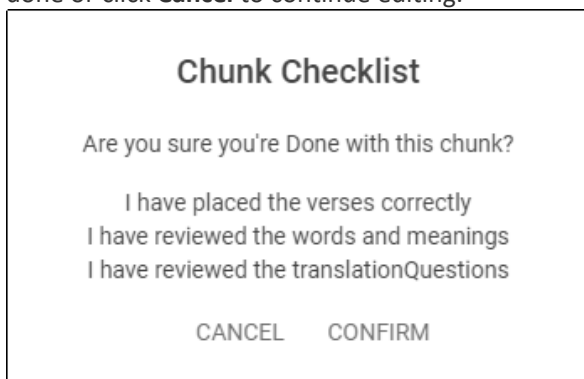 done or click Cancel to continue editing.
Chunk Checklist
Are you sure you're Done with this chunk?
I have placed the verses correctly
I have reviewed the words and meanings
I have reviewed the translationQuestions
CANCEL CONFIRM